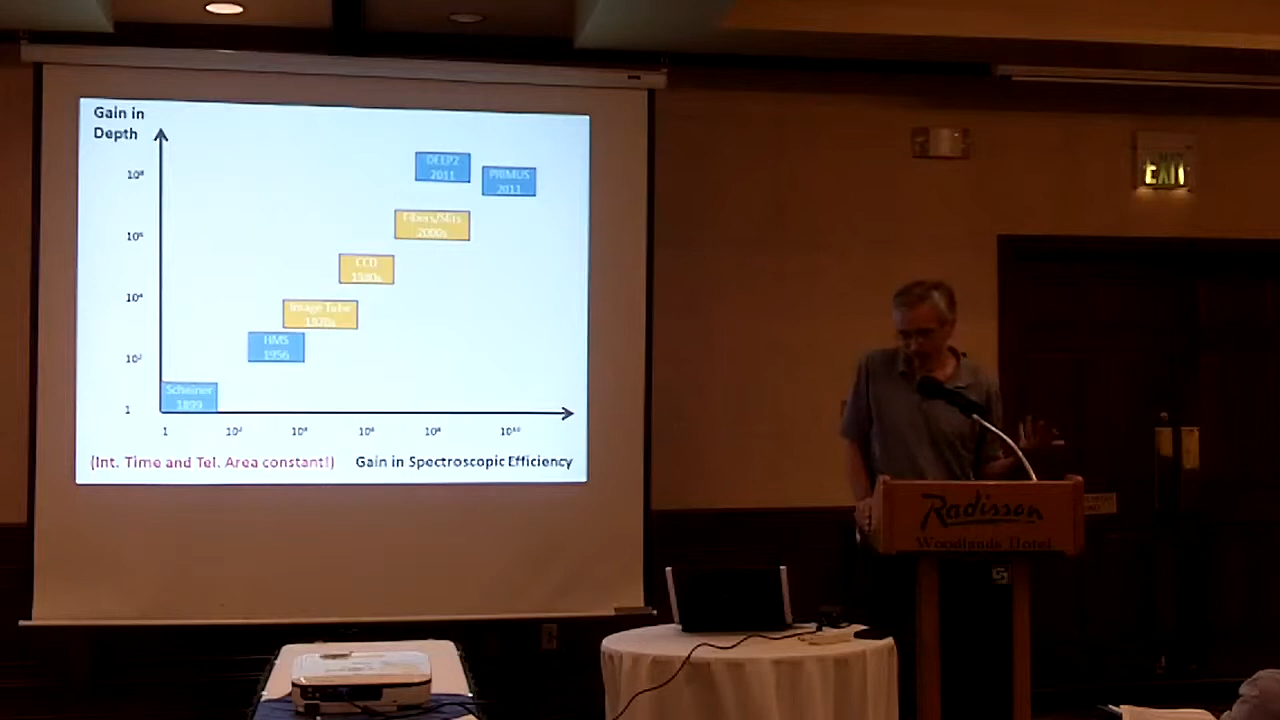 Gain in
Depth
10⁸
10⁶
10⁴
10²
1
DEEP2
2011
PRIMUS
2011
Fibers/Slits
2000s
CCD
1980s
Image Tube
1970s
HMS
1956
Scheiner
1899
1
10²
10⁴
10⁶
10⁸
10¹⁰
(Int. Time and Tel. Area constant!)
Gain in Spectroscopic Efficiency
EXIT
Radisson
Woodlands Hotel